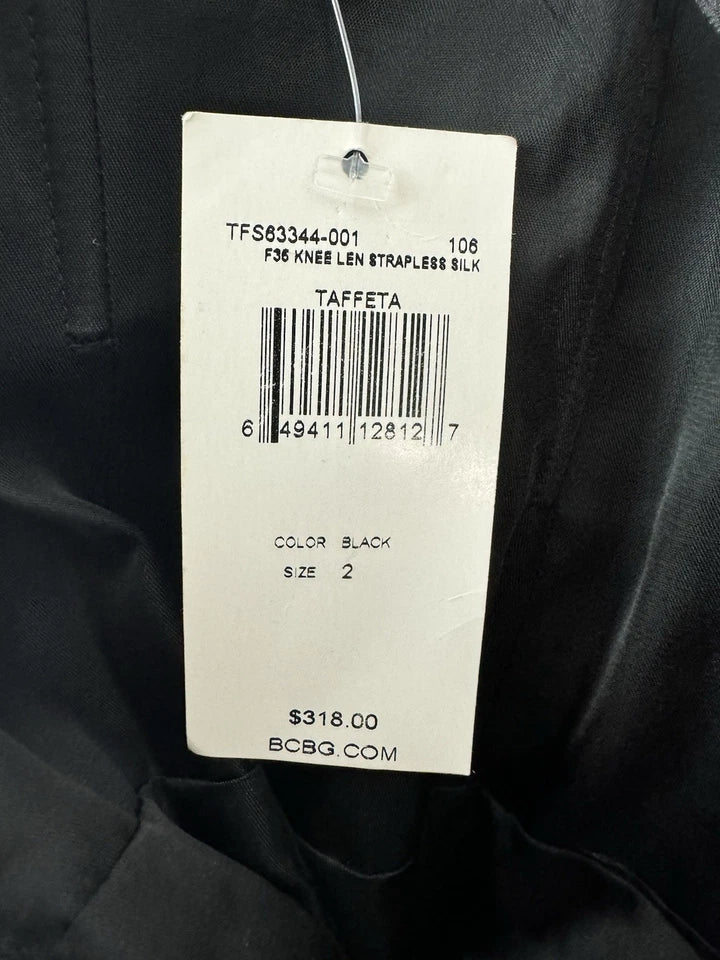 TFS63344-001 106
F36 KNEE LEN STRAPLESS SILK
TAFFETA
6 49411 12812 7
COLOR BLACK
SIZE 2
$318.00
BCBG.COM